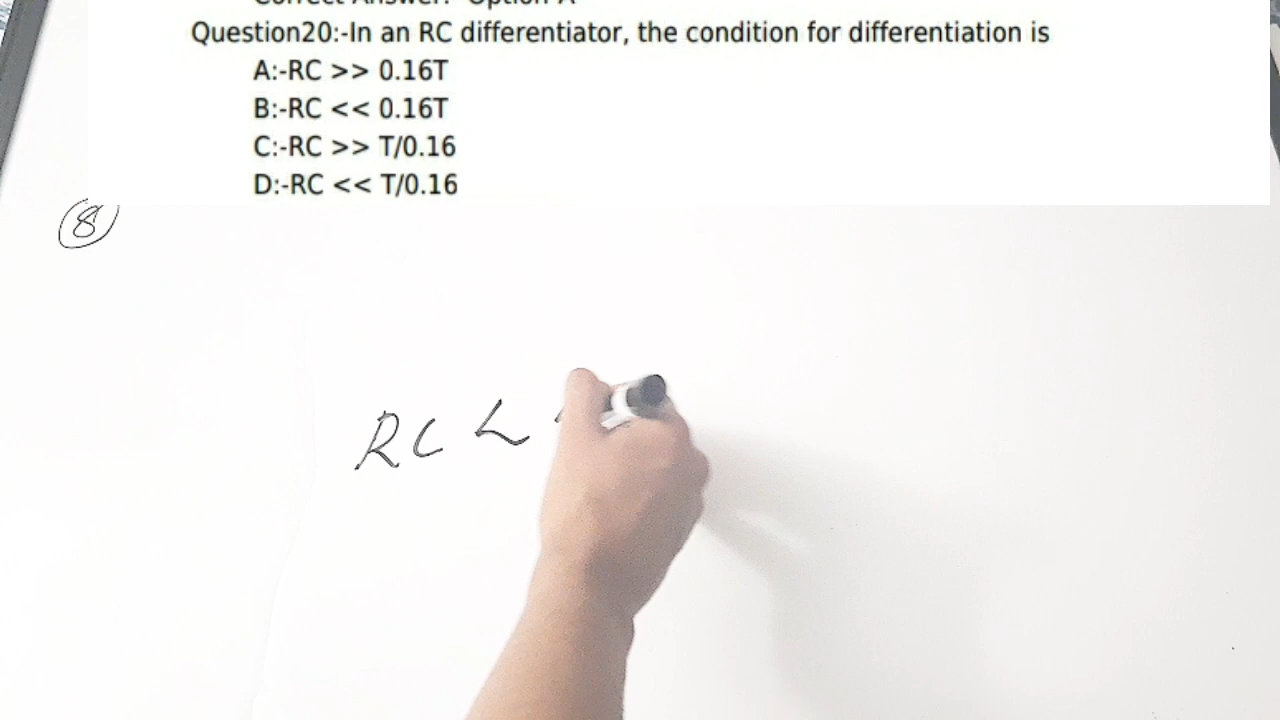 Question20:-In an RC differentiator, the condition for differentiation is
A:-RC >> 0.16T
B:-RC << 0.16T
C:-RC >> T/0.16
D:-RC << T/0.16
8
RC <